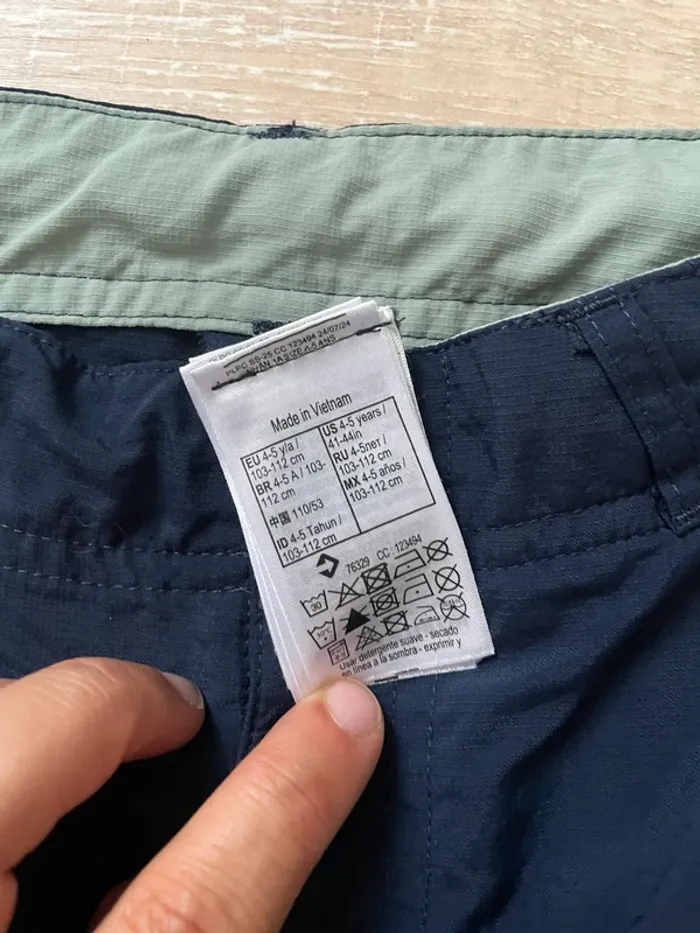 PLPC SS-25 CC 123494 24/07/24
Made in Vietnam
EU 4-5 y/a /
103-112 cm
BR 4-5 A / 103-
112 cm
中国 110/53
ID 4-5 Tahun /
103-112 cm
US 4-5 years /
41-44in
RU 4-5лет /
103-112 cm
MX 4-5 años /
103-112 cm
76329 CC : 123494
30
30°C
Usar detergente suave - secado
en línea a la sombra - exprimir y